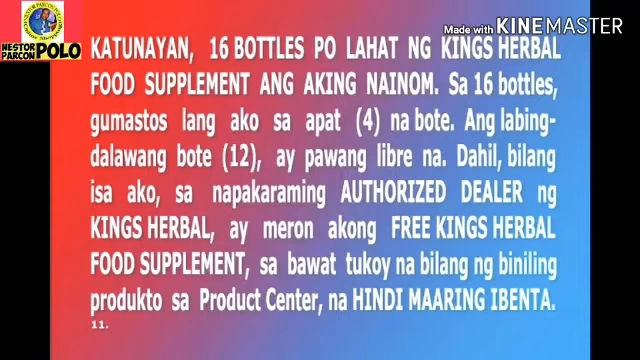 NESTOR PARCON POLO
Made with KINEMASTER
KATUNAYAN, 16 BOTTLES PO LAHAT NG KINGS HERBAL
FOOD SUPPLEMENT ANG AKING NAINOM. Sa 16 bottles,
gumastos lang ako sa apat (4) na bote. Ang labing-
dalawang bote (12), ay pawang libre na. Dahil, bilang
isa ako, sa napakaraming AUTHORIZED DEALER ng
KINGS HERBAL, ay meron akong FREE KINGS HERBAL
FOOD SUPPLEMENT, sa bawat tukoy na bilang ng biniling
produkto sa Product Center, na HINDI MAARING IBENTA.
11.